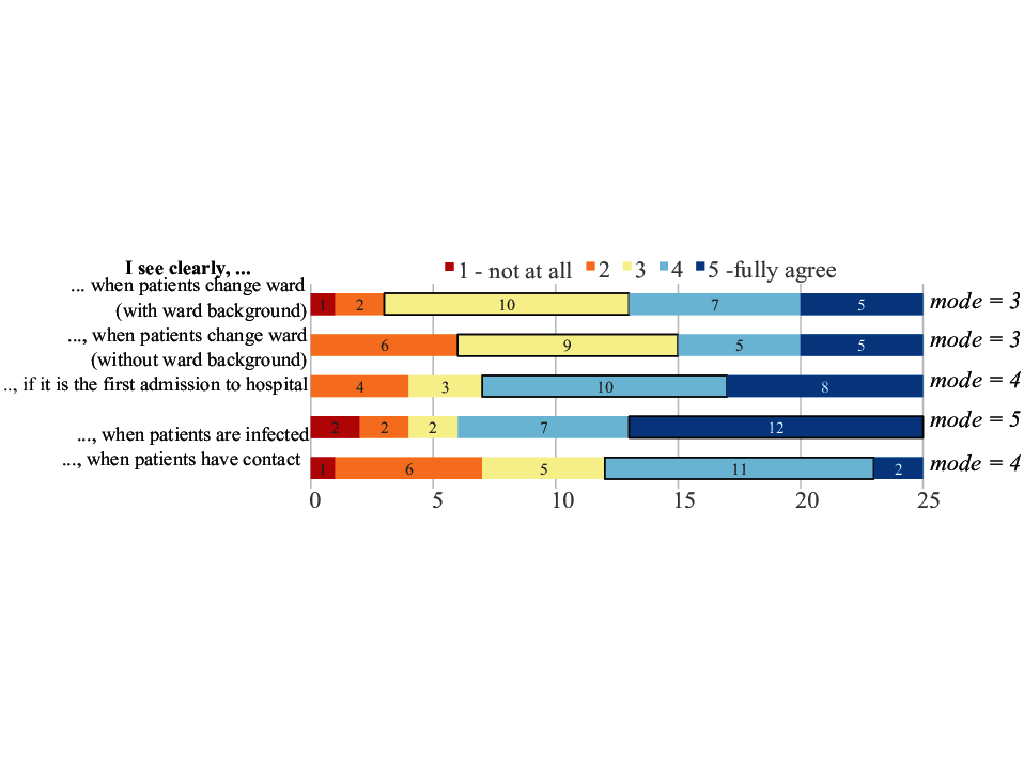 I see clearly, ...
1 - not at all 2 3 4 5 -fully agree
... when patients change ward
(with ward background)
1 2 10 7 5 mode = 3
..., when patients change ward
(without ward background)
6 9 5 5 mode = 3
.., if it is the first admission to hospital 4 3 10 8 mode = 4
..., when patients are infected 2 2 2 7 12 mode = 5
..., when patients have contact 1 6 5 11 2 mode = 4
0 5 10 15 20 25